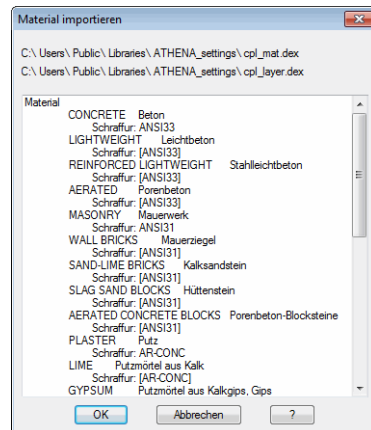 Material importieren
C:\ Users\ Public\ Libraries\ ATHENA_settings\ cpl_mat.dex
C:\ Users\ Public\ Libraries\ ATHENA_settings\ cpl_layer.dex
Material
CONCRETE Beton
Schraffur: ANSI33
LIGHTWEIGHT Leichtbeton
Schraffur: [ANSI33]
REINFORCED LIGHTWEIGHT Stahlleichtbeton
Schraffur: [ANSI33]
AERATED Porenbeton
Schraffur: [ANSI33]
MASONRY Mauerwerk
Schraffur: ANSI31
WALL BRICKS Mauerziegel
Schraffur: [ANSI31]
SAND-LIME BRICKS Kalksandstein
Schraffur: [ANSI31]
SLAG SAND BLOCKS Hüttenstein
Schraffur: [ANSI31]
AERATED CONCRETE BLOCKS Porenbeton-Blocksteine
Schraffur: [ANSI31]
PLASTER Putz
Schraffur: AR-CONC
LIME Putzmörtel aus Kalk
Schraffur: [AR-CONC]
GYPSUM Putzmörtel aus Kalkgips, Gips
OK Abbrechen ?